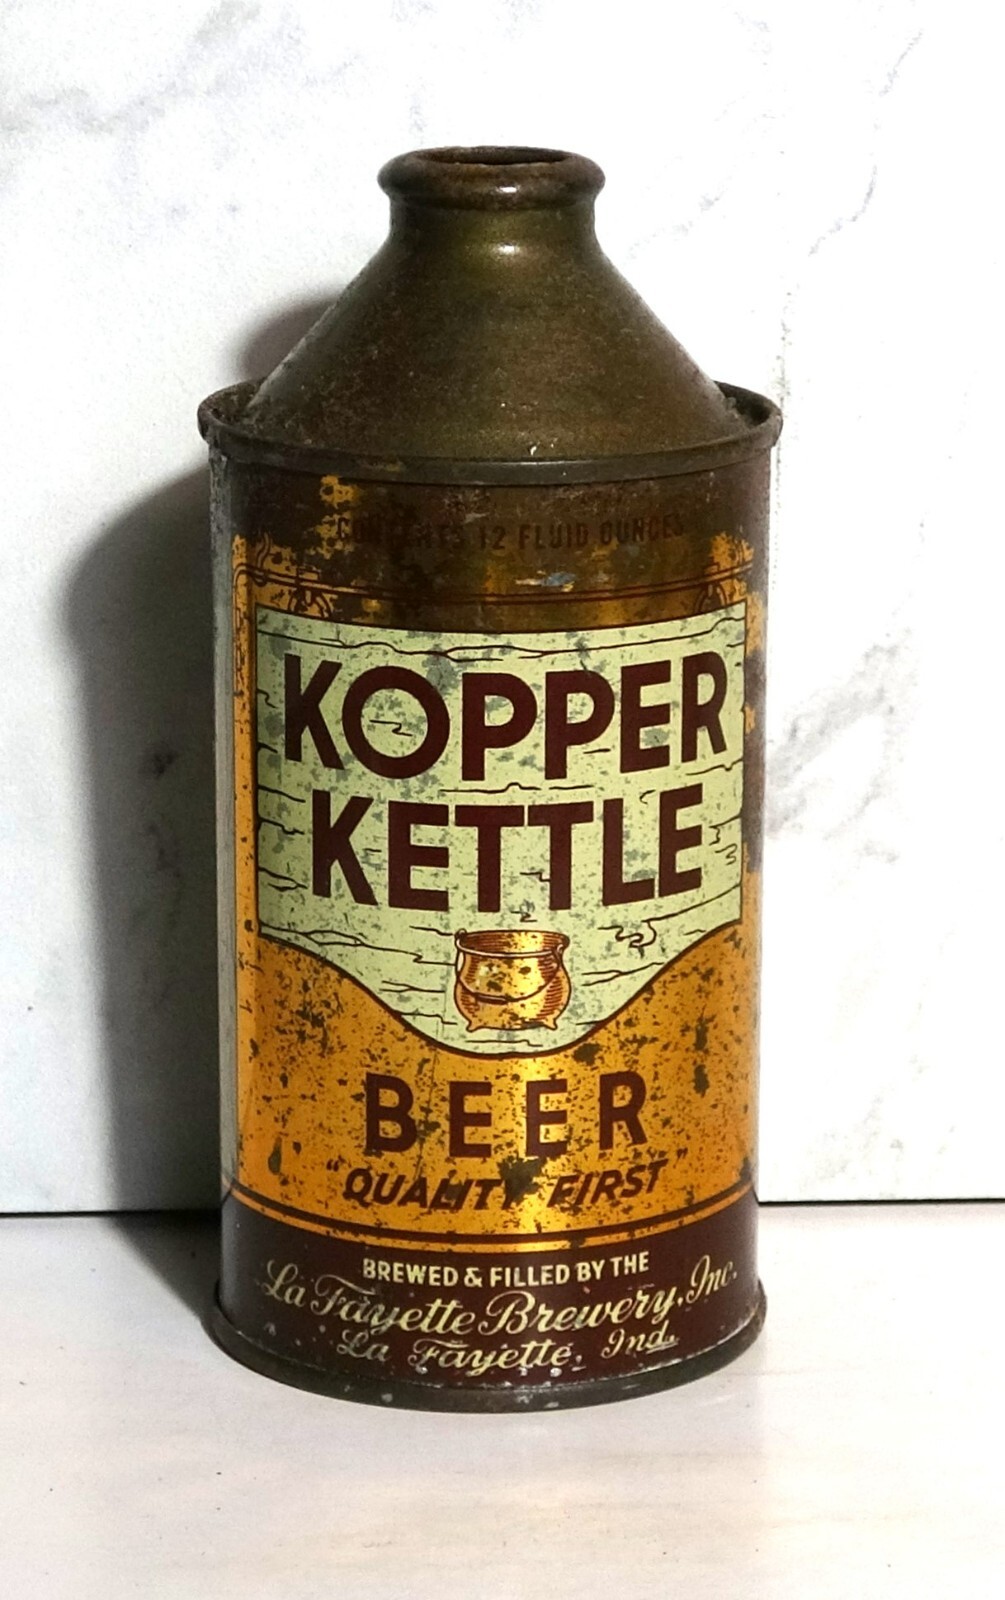 CONTENTS 12 FLUID OUNCES
KOPPER
KETTLE
BEER
"QUALITY FIRST"
BREWED & FILLED BY THE
La Fayette Brewery, Inc.
La Fayette, Ind.